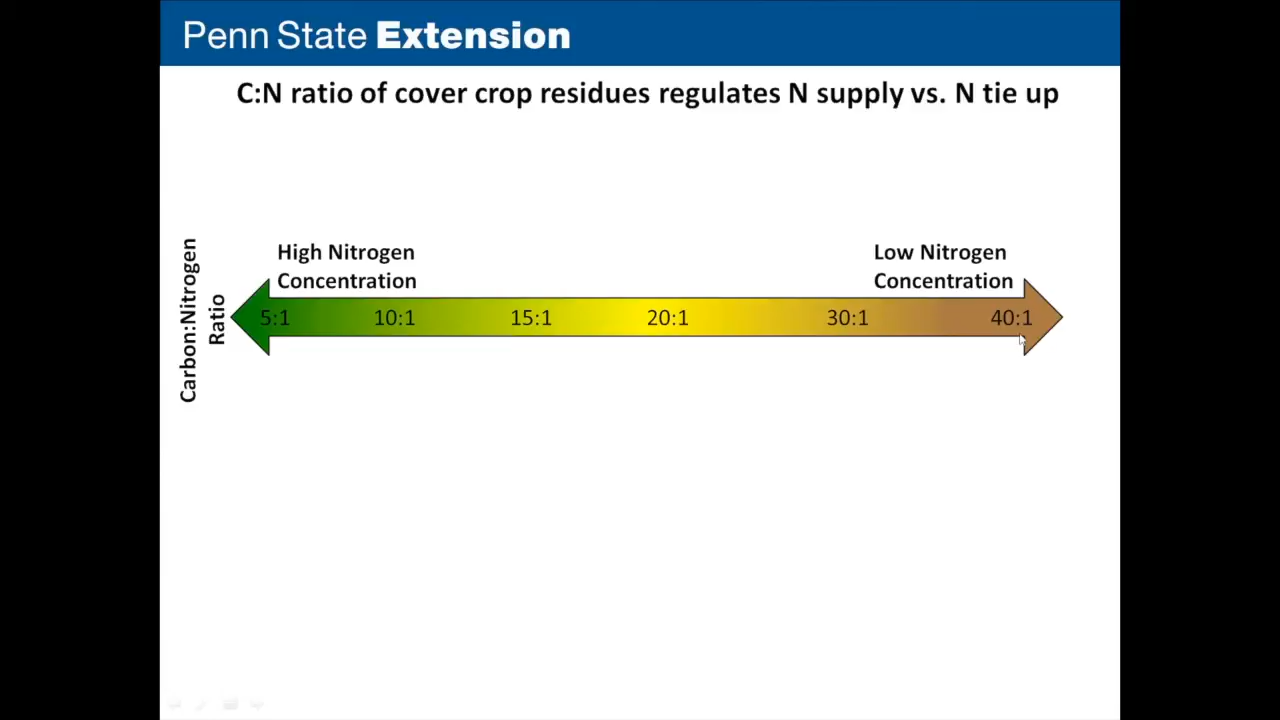 Penn State Extension
C:N ratio of cover crop residues regulates N supply vs. N tie up
Carbon:Nitrogen
Ratio
High Nitrogen
Concentration
Low Nitrogen
Concentration
5:1 10:1 15:1 20:1 30:1 40:1